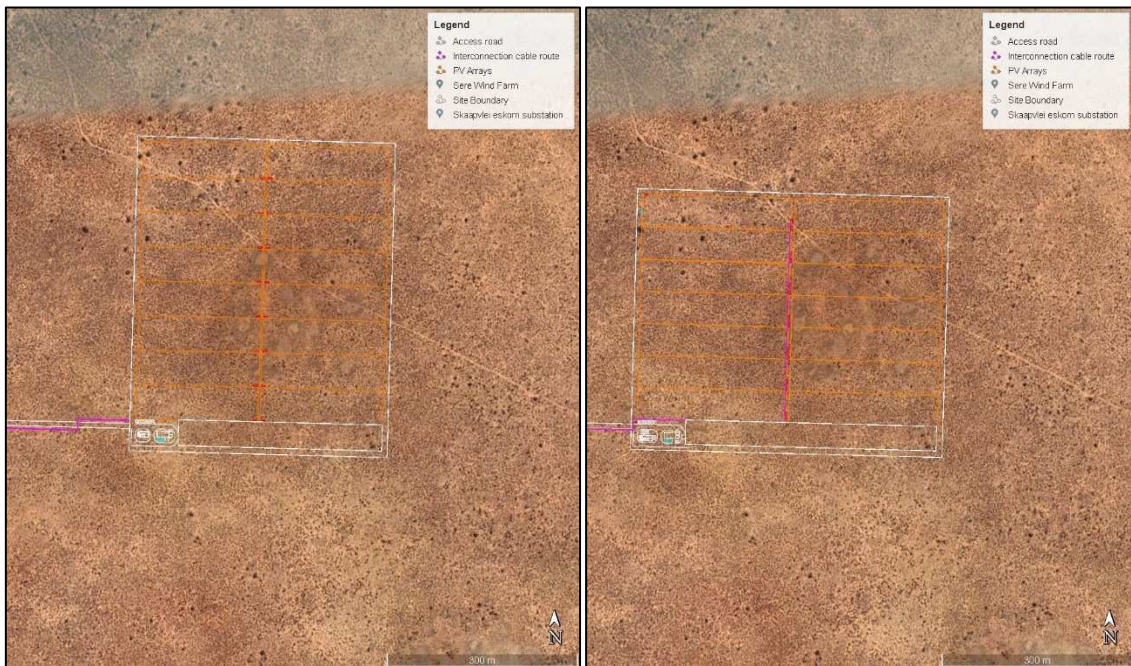 Legend
Access road
Interconnection cable route
PV Arrays
Sere Wind Farm
Site Boundary
Skaapvlei eskom substation
N
300 m
Legend
Access road
Interconnection cable route
PV Arrays
Sere Wind Farm
Site Boundary
Skaapvlei eskom substation
N
300 m